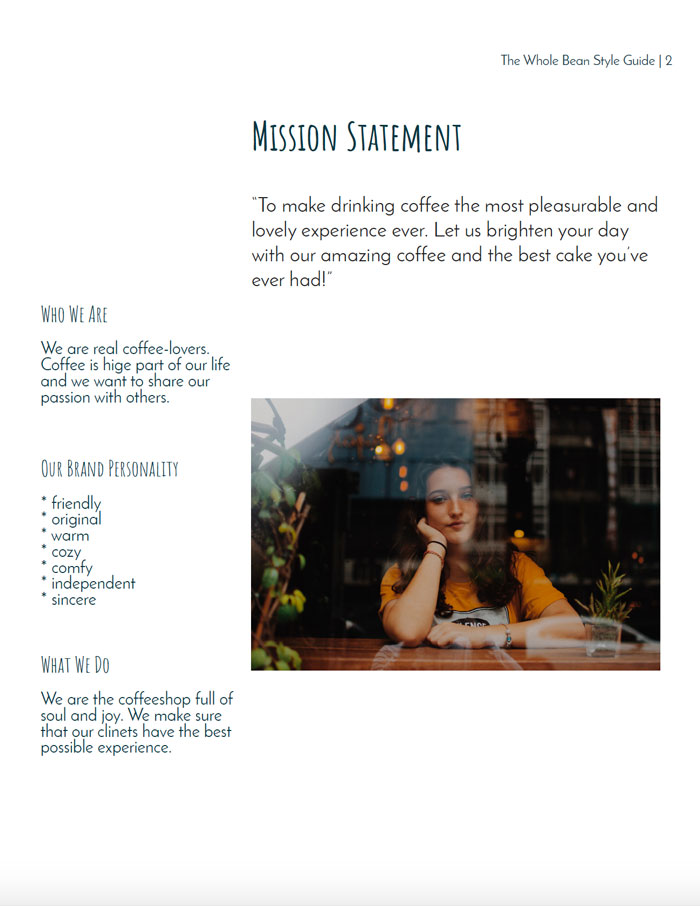 The Whole Bean Style Guide | 2
Mission Statement
“To make drinking coffee the most pleasurable and
lovely experience ever. Let us brighten your day
with our amazing coffee and the best cake you’ve
ever had!”
Who We Are
We are real coffee-lovers.
Coffee is hige part of our life
and we want to share our
passion with others.
Our Brand Personality
* friendly
* original
* warm
* cozy
* comfy
* independent
* sincere
What We Do
We are the coffeeshop full of
soul and joy. We make sure
that our clinets have the best
possible experience.